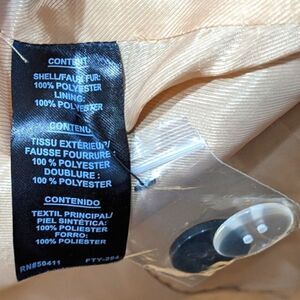 CONTENT
SHELL/FAUX FUR:
100% POLYESTER
LINING:
100% POLYESTER
CONTENU
TISSU EXTÉRIEUR/
FAUSSE FOURRURE:
100 % POLYESTER
DOUBLURE :
100 % POLYESTER
CONTENIDO
TEXTIL PRINCIPAL/
PIEL SINTÉTICA:
100% POLIESTER
FORRO:
100% POLIESTER
RN#50411 FTY-294